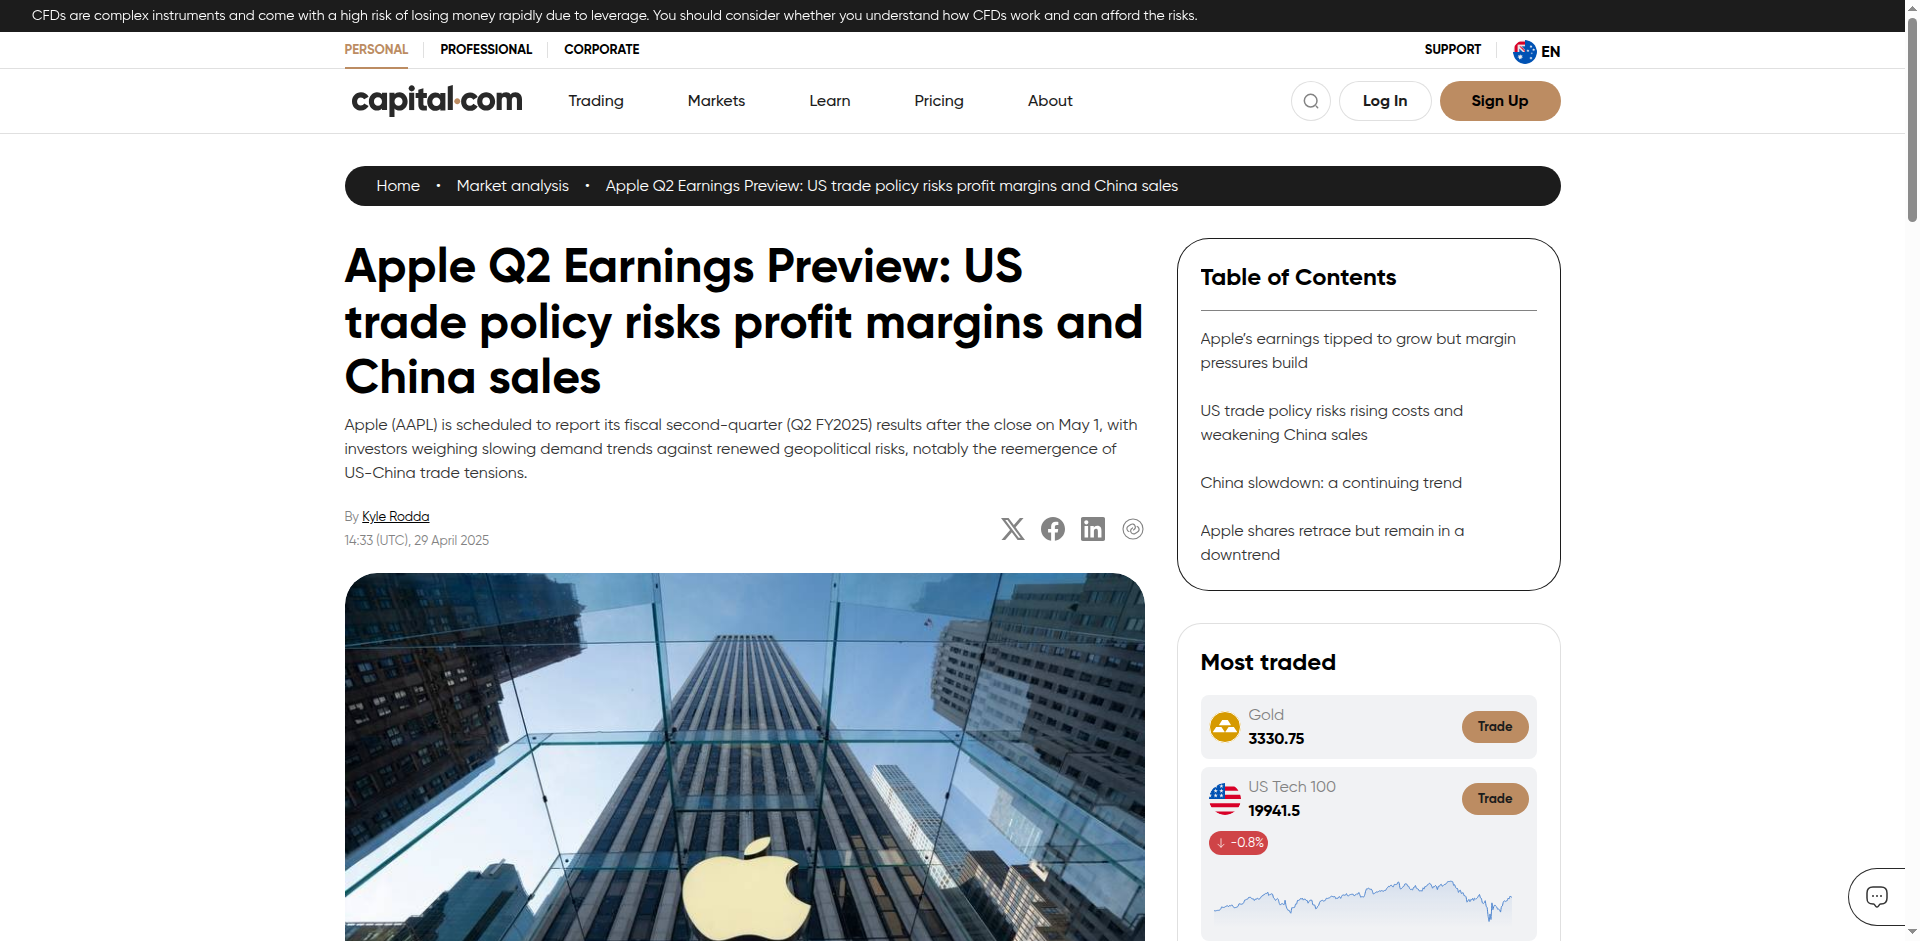 CFDs are complex instruments and come with a high risk of losing money rapidly due to leverage. You should consider whether you understand how CFDs work and can afford the risks.
PERSONAL
PROFESSIONAL
CORPORATE
SUPPORT
EN
capital.com
Trading
Markets
Learn
Pricing
About
Log In
Sign Up
Home • Market analysis • Apple Q2 Earnings Preview: US trade policy risks profit margins and China sales
Apple Q2 Earnings Preview: US
trade policy risks profit margins and
China sales
Apple (AAPL) is scheduled to report its fiscal second-quarter (Q2 FY2025) results after the close on May 1, with
investors weighing slowing demand trends against renewed geopolitical risks, notably the reemergence of
US-China trade tensions.
By Kyle Rodda
14:33 (UTC), 29 April 2025
Table of Contents
Apple’s earnings tipped to grow but margin
pressures build
US trade policy risks rising costs and
weakening China sales
China slowdown: a continuing trend
Apple shares retrace but remain in a
downtrend
Most traded
Gold
3330.75
Trade
US Tech 100
19941.5
Trade
↓ -0.8%